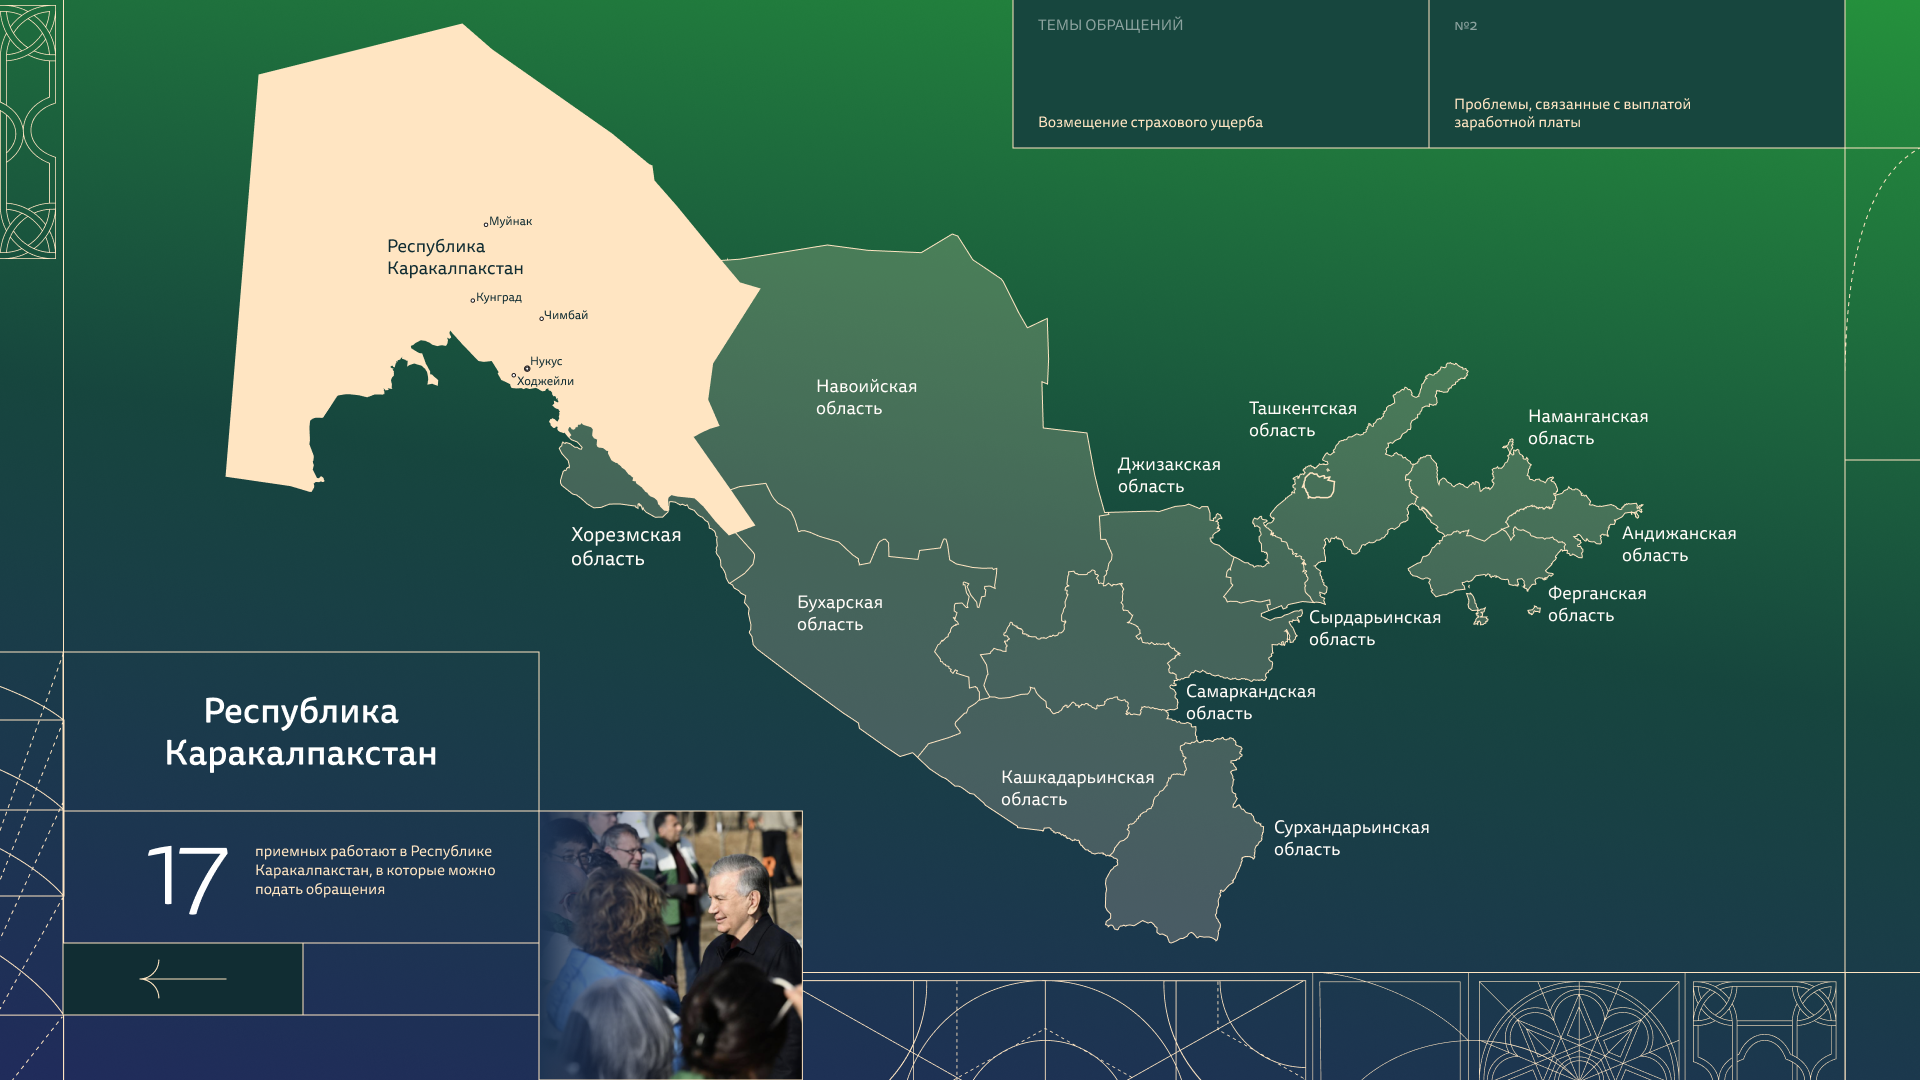 ТЕМЫ ОБРАЩЕНИЙ
Возмещение страхового ущерба
№2
Проблемы, связанные с выплатой
заработной платы
Муйнак
Республика
Каракалпакстан
Кунград
Чимбай
Нукус
Ходжейли
Навоийская
область
Ташкентская
область
Наманганская
область
Джизакская
область
Хорезмская
область
Андижанская
область
Бухарская
область
Ферганская
область
Сырдарьинская
область
Самаркандская
область
Кашкадарьинская
область
Сурхандарьинская
область
Республика
Каракалпакстан
17
приемных работают в Республике
Каракалпакстан, в которые можно
подать обращения